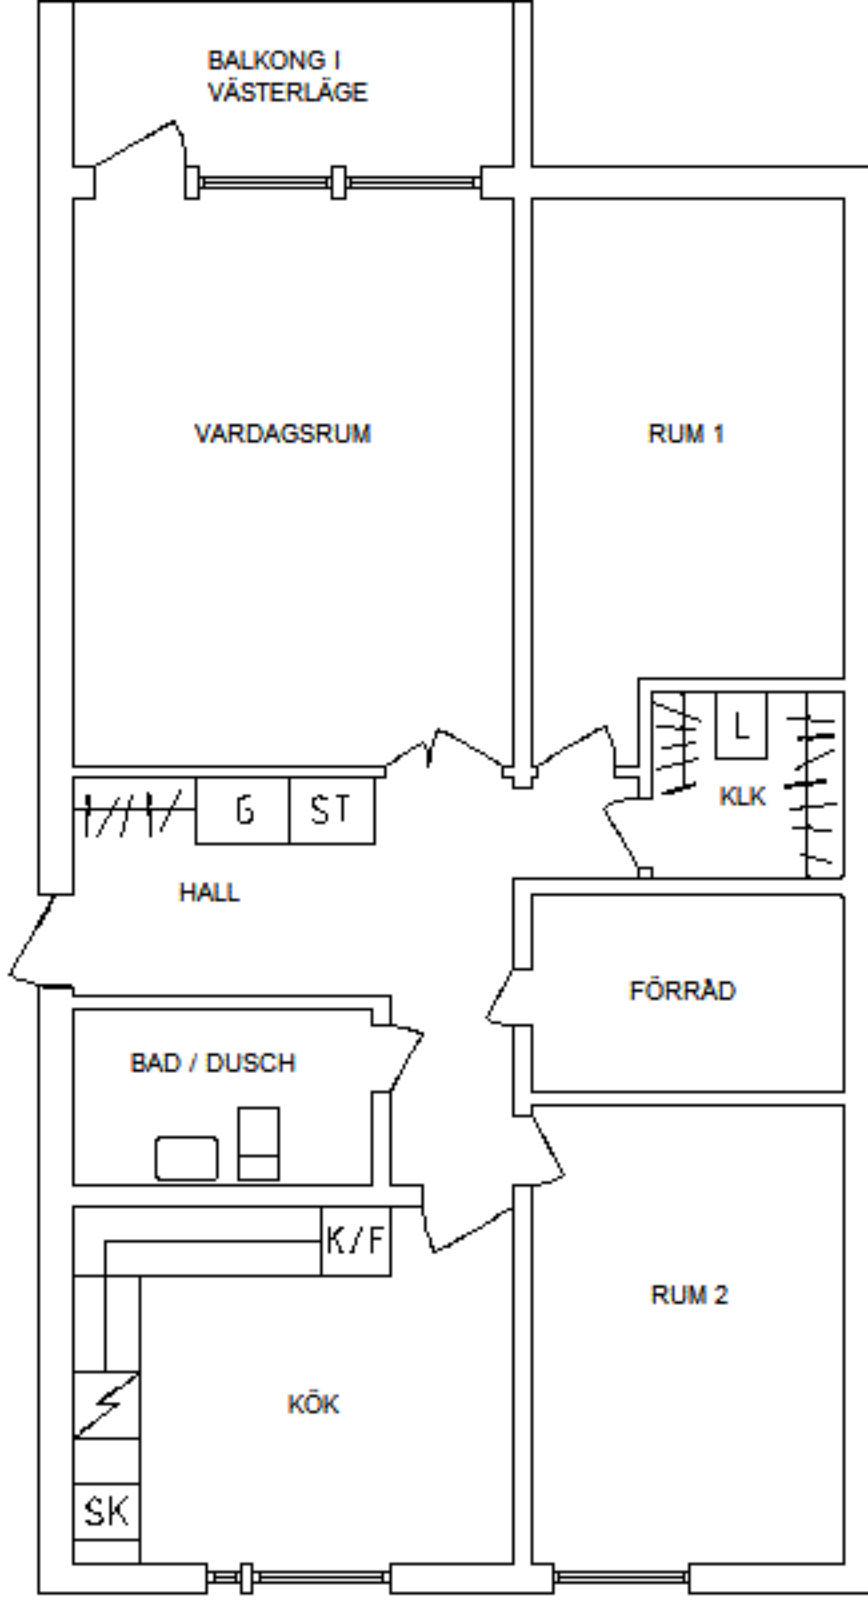 BALKONG I
VÄSTERLÄGE
VARDAGSRUM
RUM 1
L
KLK
G
ST
HALL
FÖRRÅD
BAD / DUSCH
K/F
RUM 2
KÖK
SK